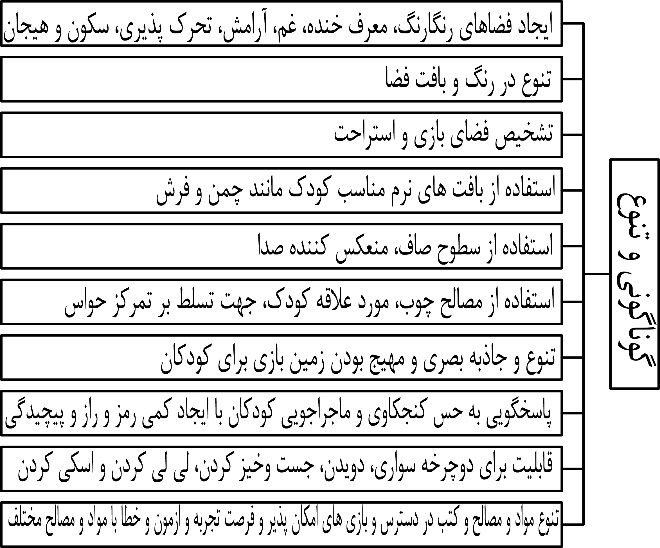 گوناگونی و تنوع
ایجاد فضاهای رنگارنگ، معرف خنده، غم، آرامش، تحرک پذیری، سکون و هیجان
تنوع در رنگ و بافت فضا
تشخیص فضای بازی و استراحت
استفاده از بافت های نرم مناسب کودک مانند چمن و فرش
استفاده از سطوح صاف، منعکس کننده صدا
استفاده از مصالح چوب، مورد علاقه کودک، جهت تسلط بر تمرکز حواس
تنوع و جاذبه بصری و مهیج بودن زمین بازی برای کودکان
پاسخگویی به حس کنجکاوی و ماجراجویی کودکان با ایجاد کمی رمز و راز و پیچیدگی
قابلیت برای دوچرخه سواری، دویدن، جست وخیز کردن، لی لی کردن و اسکی کردن
تنوع مواد و مصالح و کتب در دسترس و بازی های امکان پذیر و فرصت تجربه و ازمون و خطا با مواد و مصالح مختلف